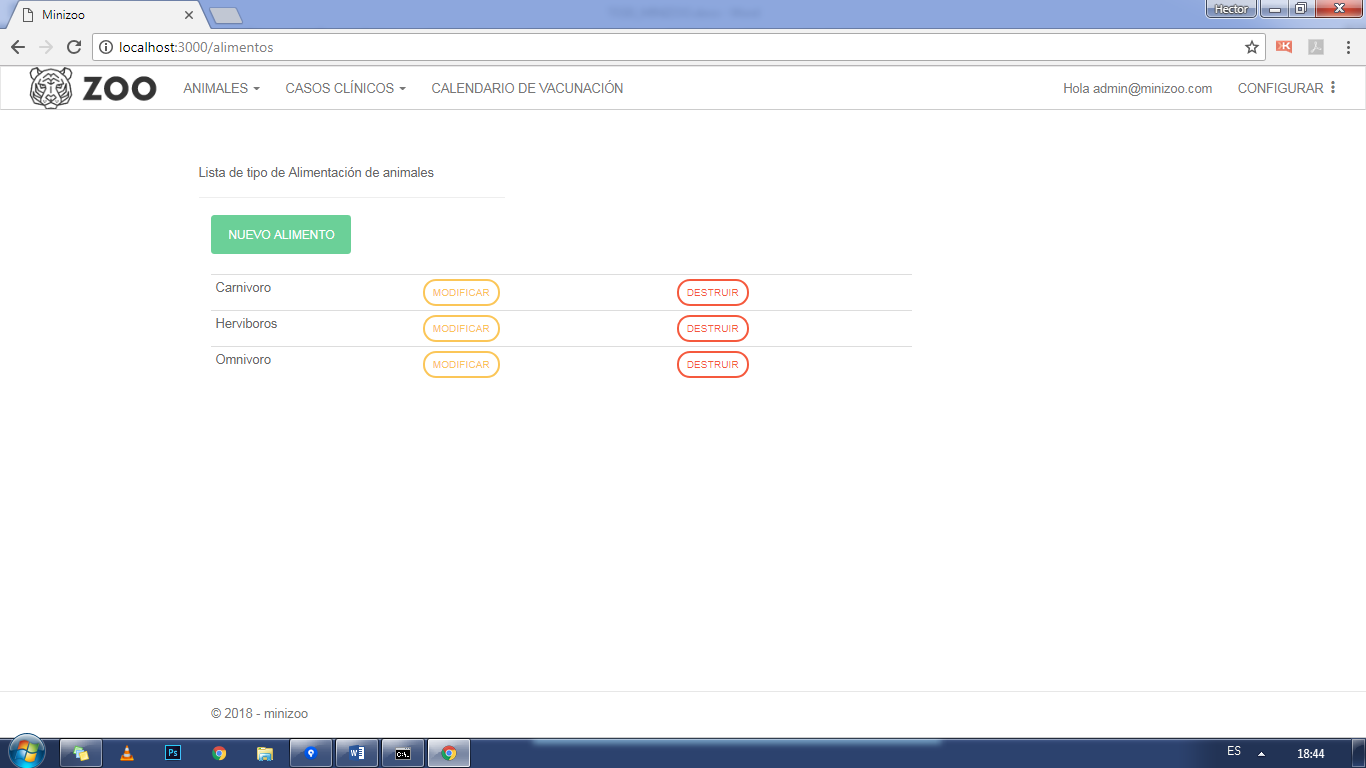 Minizoo
Hector
localhost:3000/alimentos
ZOO ANIMALES CASOS CLÍNICOS CALENDARIO DE VACUNACIÓN Hola admin@minizoo.com CONFIGURAR
Lista de tipo de Alimentación de animales
NUEVO ALIMENTO
Carnivoro MODIFICAR DESTRUIR
Herviboros MODIFICAR DESTRUIR
Omnivoro MODIFICAR DESTRUIR
© 2018 - minizoo
ES 18:44